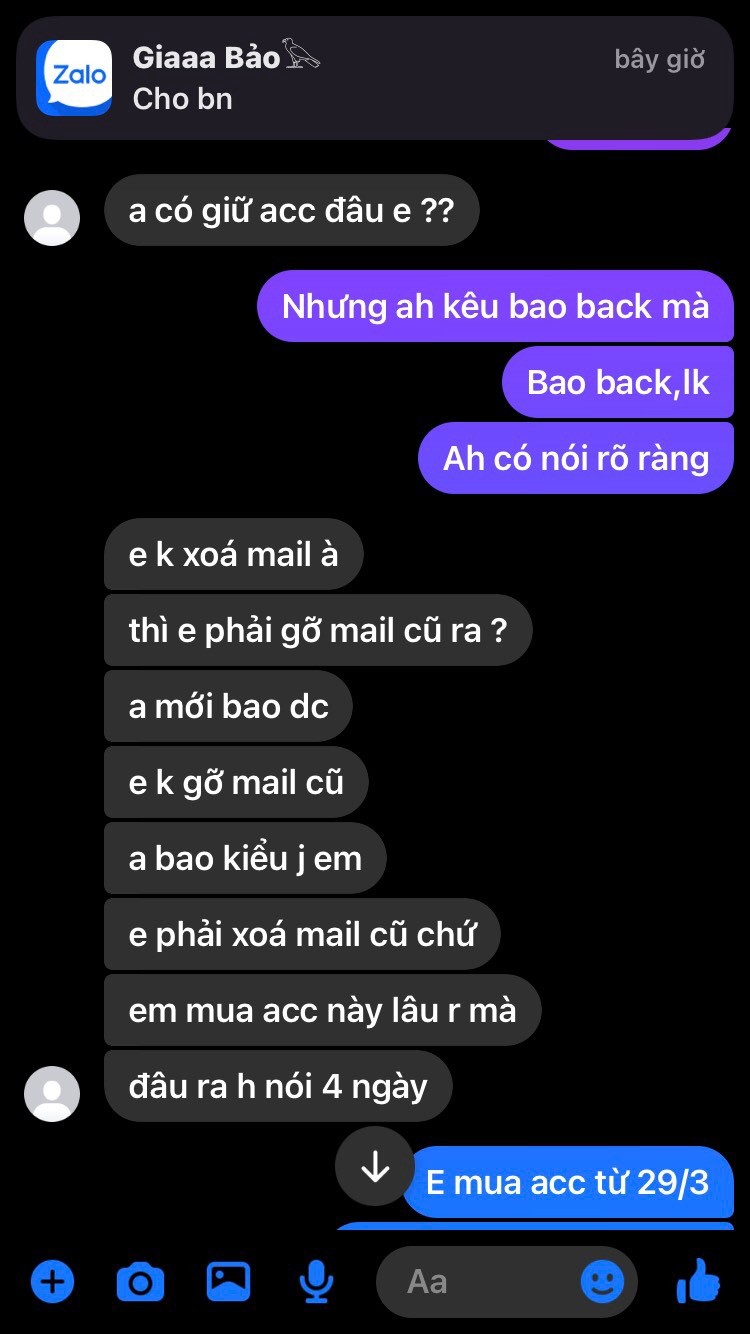 Zalo
Giaaa Bảo
bây giờ
Cho bn
a có giữ acc đâu e ??
Nhưng ah kêu bao back mà
Bao back,lk
Ah có nói rõ ràng
e k xoá mail à
thì e phải gỡ mail cũ ra ?
a mới bao dc
e k gỡ mail cũ
a bao kiểu j em
e phải xoá mail cũ chứ
em mua acc này lâu r mà
đâu ra h nói 4 ngày
E mua acc từ 29/3
Aa